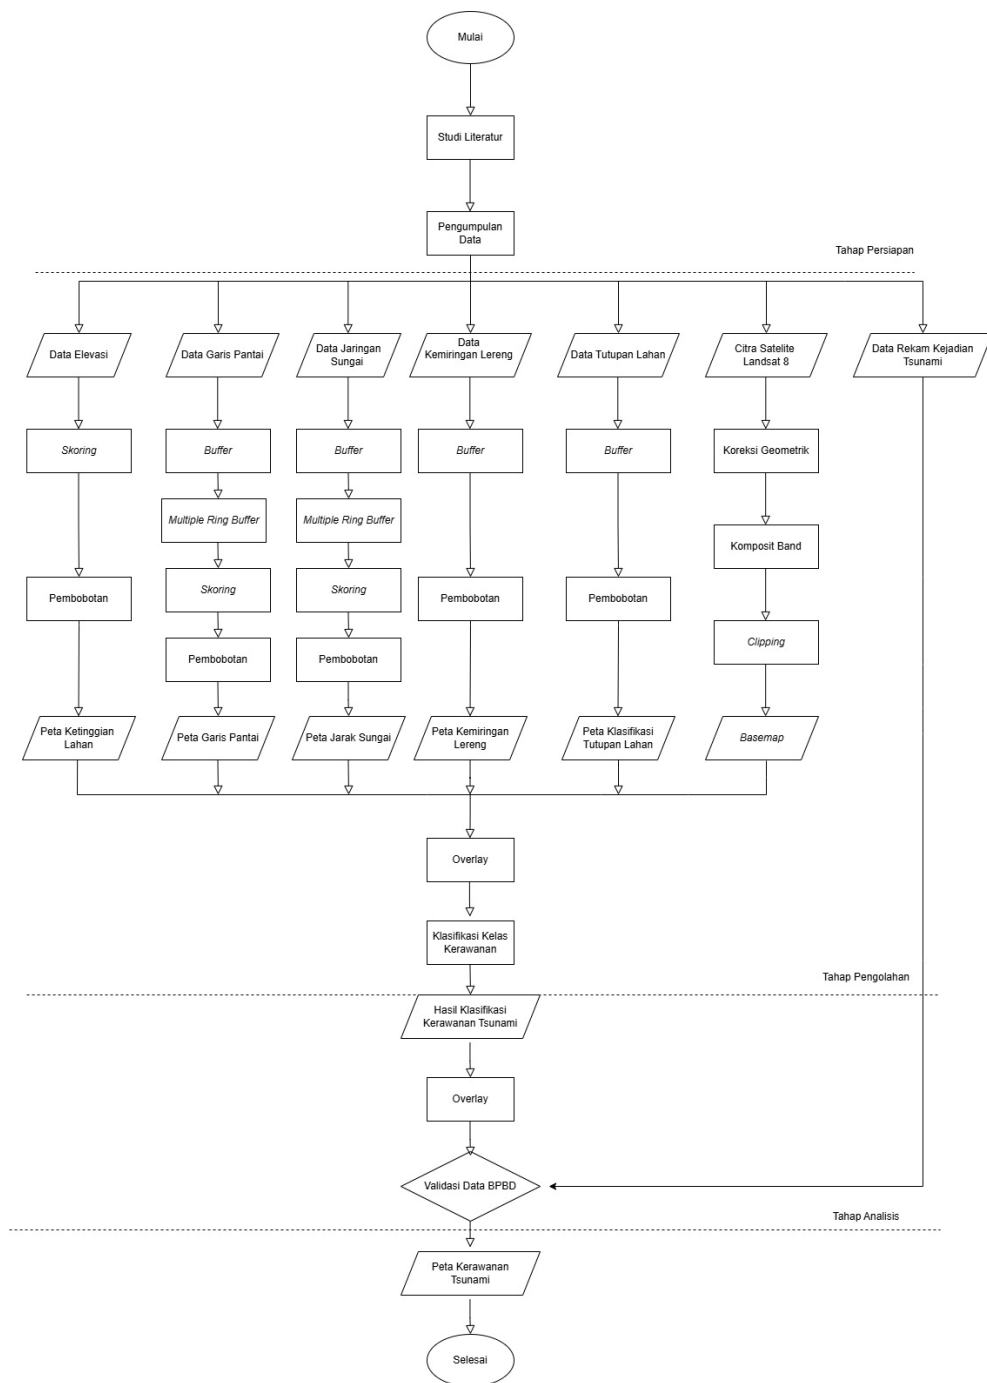 Mulai
Studi Literatur
Pengumpulan
Data
Tahap Persiapan
Data Elevasi
Data Garis Pantai
Data Jaringan
Sungai
Data
Kemiringan Lereng
Data Tutupan Lahan
Citra Satelite
Landsat 8
Data Rekam Kejadian
Tsunami
Skoring
Buffer
Buffer
Buffer
Buffer
Koreksi Geometrik
Multiple Ring Buffer
Multiple Ring Buffer
Komposit Band
Pembobotan
Skoring
Skoring
Pembobotan
Pembobotan
Clipping
Pembobotan
Pembobotan
Peta Ketinggian
Lahan
Peta Garis Pantai
Peta Jarak Sungai
Peta Kemiringan
Lereng
Peta Klasifikasi
Tutupan Lahan
Basemap
Overlay
Klasifikasi Kelas
Kerawanan
Tahap Pengolahan
Hasil Klasifikasi
Kerawanan Tsunami
Overlay
Validasi Data BPBD
Tahap Analisis
Peta Kerawanan
Tsunami
Selesai